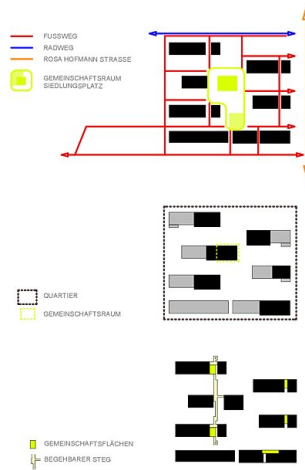 FUSSWEG
RADWEG
ROSA HOFMANN STRASSE
GEMEINSCHAFTSRAUM
SIEDLUNGSPLATZ
QUARTIER
GEMEINSCHAFTSRAUM
GEMEINSCHAFTSFLÄCHEN
BEGEHBARER STEG